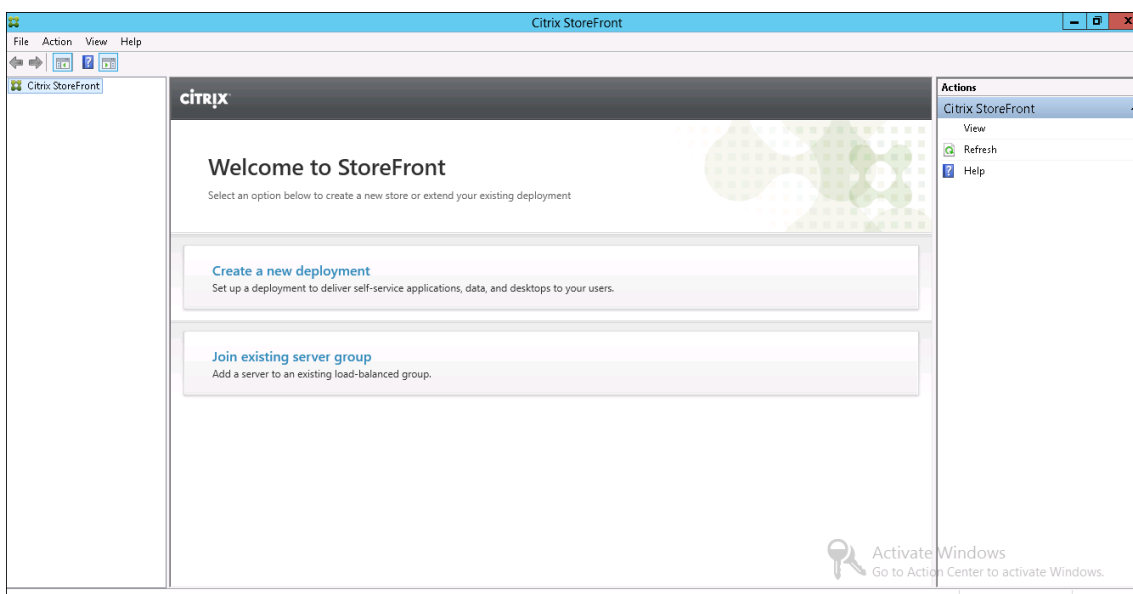 Citrix StoreFront
File Action View Help
Citrix StoreFront
CİTRIX
Welcome to StoreFront
Select an option below to create a new store or extend your existing deployment
Create a new deployment
Set up a deployment to deliver self-service applications, data, and desktops to your users.
Join existing server group
Add a server to an existing load-balanced group.
Actions
Citrix StoreFront
View
Refresh
Help
Activate Windows
Go to Action Center to activate Windows.